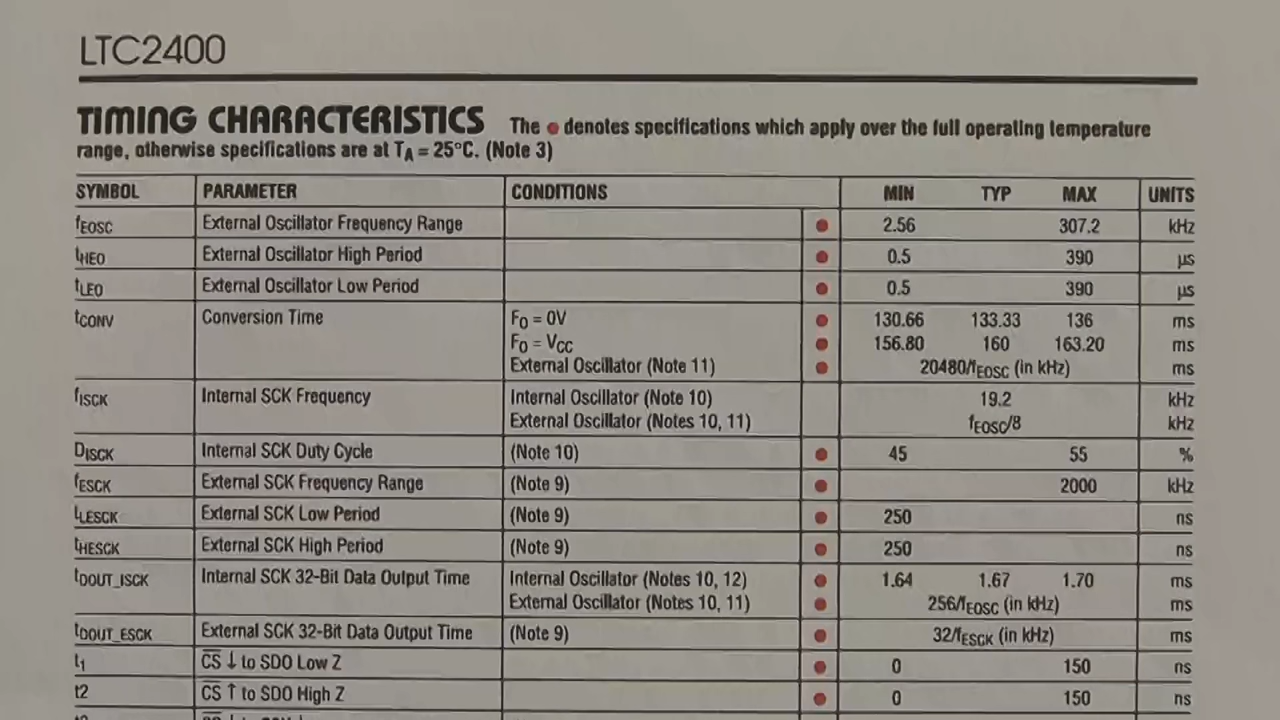 LTC2400
TIMING CHARACTERISTICS The ● denotes specifications which apply over the full operating temperature
range, otherwise specifications are at TA = 25°C. (Note 3)
SYMBOL PARAMETER CONDITIONS MIN TYP MAX UNITS
fEOSC External Oscillator Frequency Range ● 2.56 307.2 kHz
tHEO External Oscillator High Period ● 0.5 390 µs
tLEO External Oscillator Low Period ● 0.5 390 µs
tCONV Conversion Time FO = 0V ● 130.66 133.33 136 ms
FO = VCC ● 156.80 160 163.20 ms
External Oscillator (Note 11) ● 20480/fEOSC (in kHz) ms
fISCK Internal SCK Frequency Internal Oscillator (Note 10) 19.2 kHz
External Oscillator (Notes 10, 11) fEOSC/8 kHz
DISCK Internal SCK Duty Cycle (Note 10) ● 45 55 %
fESCK External SCK Frequency Range (Note 9) ● 2000 kHz
tLESCK External SCK Low Period (Note 9) ● 250 ns
tHESCK External SCK High Period (Note 9) ● 250 ns
tDOUT_ISCK Internal SCK 32-Bit Data Output Time Internal Oscillator (Notes 10, 12) ● 1.64 1.67 1.70 ms
External Oscillator (Notes 10, 11) ● 256/fEOSC (in kHz) ms
tDOUT_ESCK External SCK 32-Bit Data Output Time (Note 9) ● 32/fESCK (in kHz) ms
t1 C̅S̅ ↓ to SDO Low Z ● 0 150 ns
t2 C̅S̅ ↑ to SDO High Z ● 0 150 ns